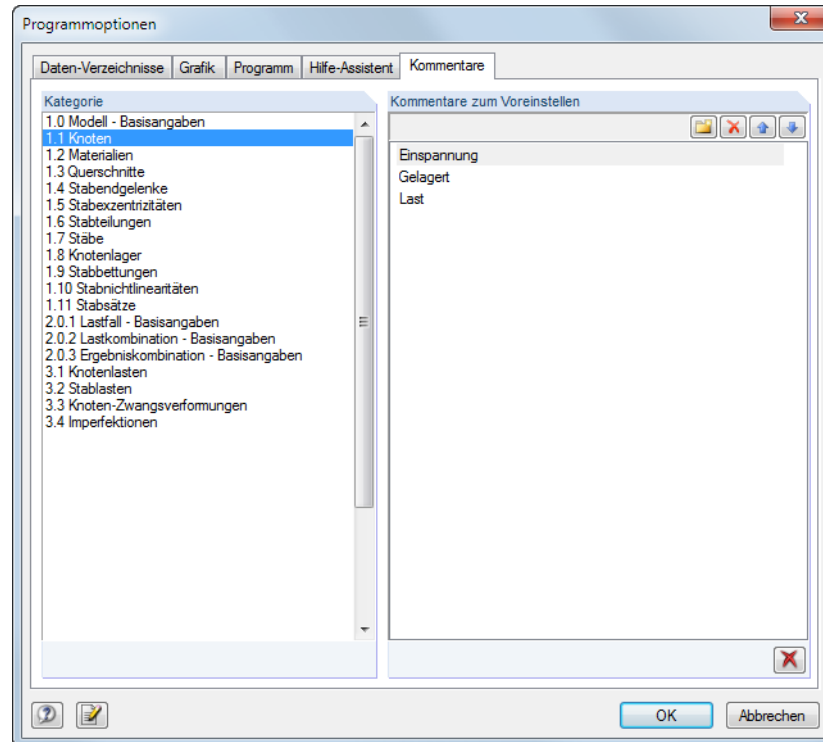 Programmoptionen
Daten-Verzeichnisse Grafik Programm Hilfe-Assistent Kommentare
Kategorie
1.0 Modell - Basisangaben
1.1 Knoten
1.2 Materialien
1.3 Querschnitte
1.4 Stabendgelenke
1.5 Stabexzentrizitäten
1.6 Stabteilungen
1.7 Stäbe
1.8 Knotenlager
1.9 Stabbettungen
1.10 Stabnichtlinearitäten
1.11 Stabsätze
2.0.1 Lastfall - Basisangaben
2.0.2 Lastkombination - Basisangaben
2.0.3 Ergebniskombination - Basisangaben
3.1 Knotenlasten
3.2 Stablasten
3.3 Knoten-Zwangsverformungen
3.4 Imperfektionen
Kommentare zum Voreinstellen
Einspannung
Gelagert
Last
OK Abbrechen